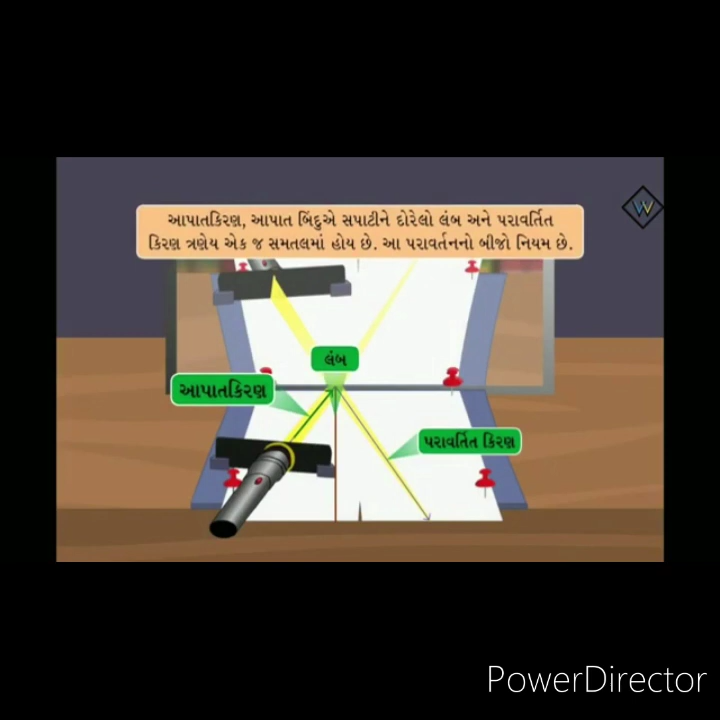 આપાતકિરણ, આપાત બિંદુએ સપાટીને દોરેલો લંબ અને પરાવર્તિત
કિરણ ત્રણેય એક જ સમતલમાં હોય છે. આ પરાવર્તનનો બીજો નિયમ છે.
લંબ
આપાતકિરણ
પરાવર્તિત કિરણ
W
PowerDirector